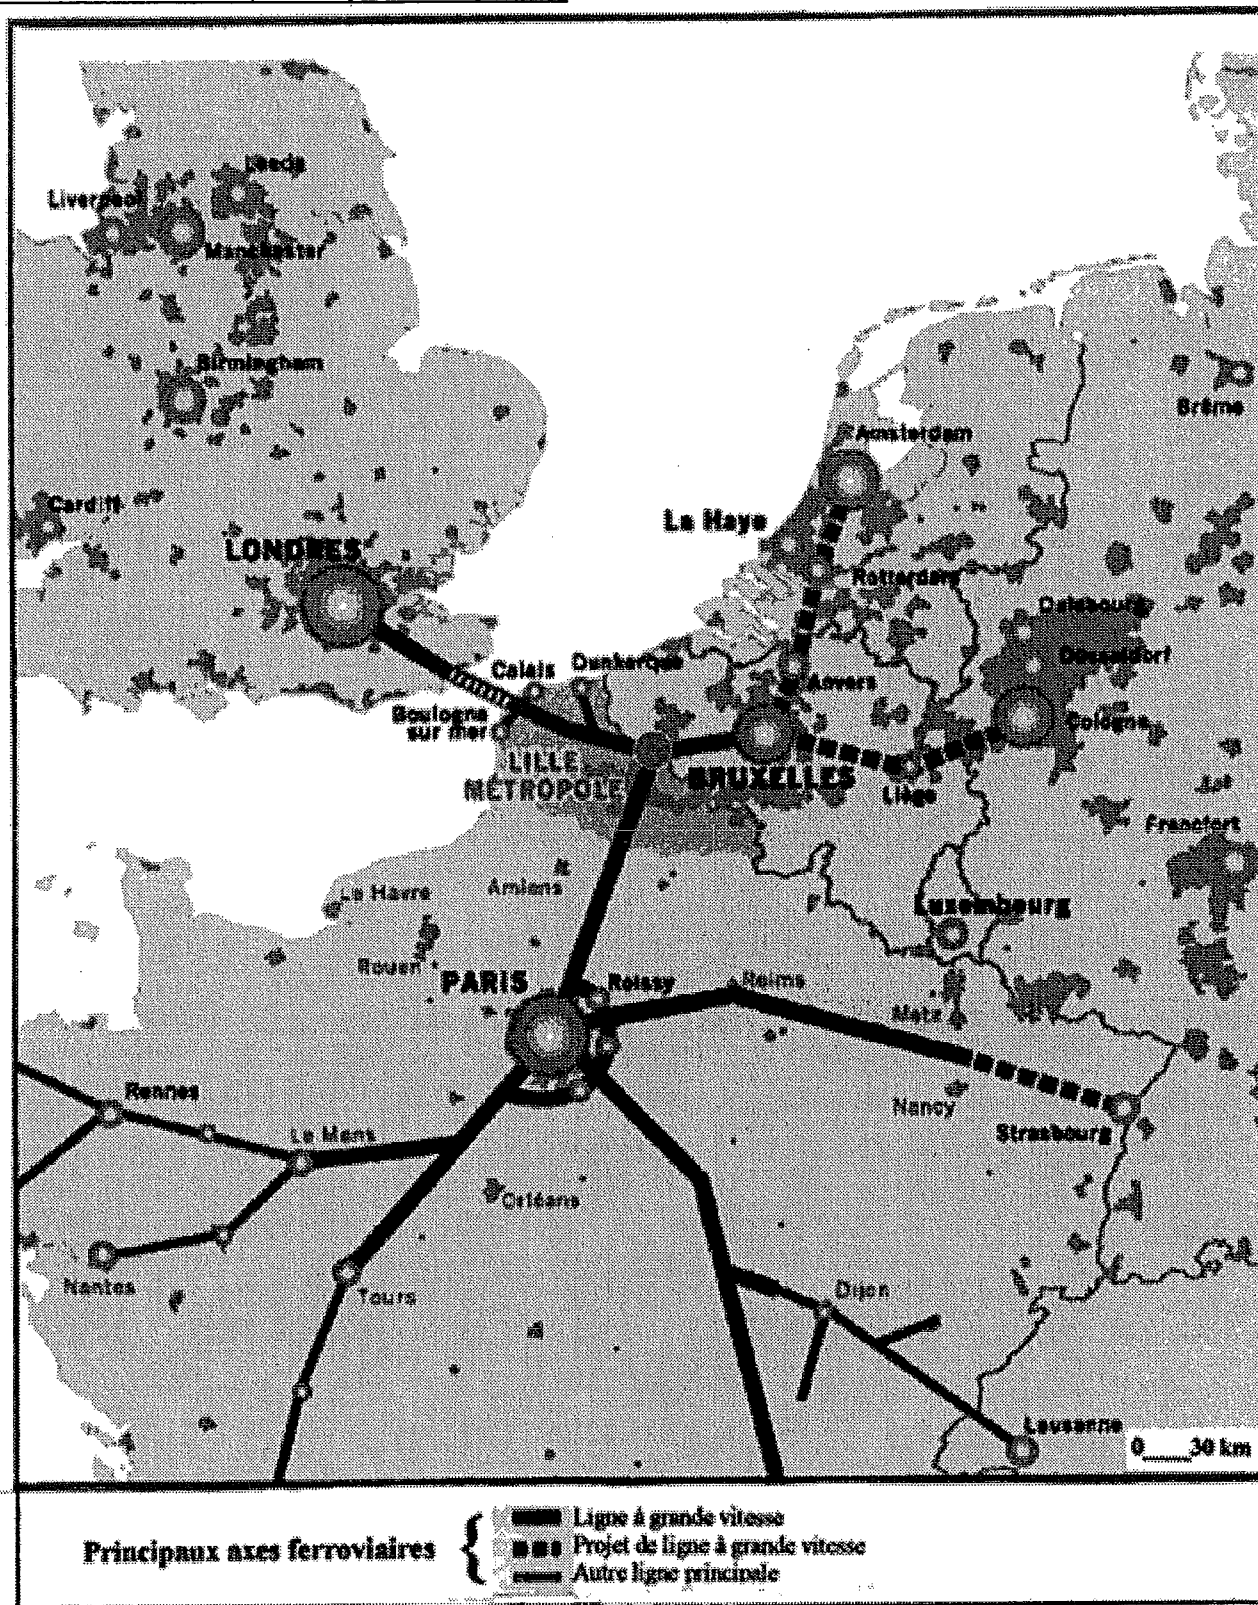 Leeds
Liverpool
Manchester
Birmingham
Brême
Amsterdam
Cardiff
La Haye
LONDRES
Rotterdam
Duisbourg
Calais
Dunkerque
Düsseldorf
Anvers
Boulogne
sur mer
Cologne
LILLE
MÉTROPOLE
BRUXELLES
Liège
Francfort
Le Havre
Amiens
Luxembourg
Rouen
PARIS
Roissy
Reims
Metz
Rennes
Nancy
Le Mans
Strasbourg
Orléans
Nantes
Tours
Dijon
Lausanne
0 30 km
Principaux axes ferroviaires
Ligne à grande vitesse
Projet de ligne à grande vitesse
Autre ligne principale